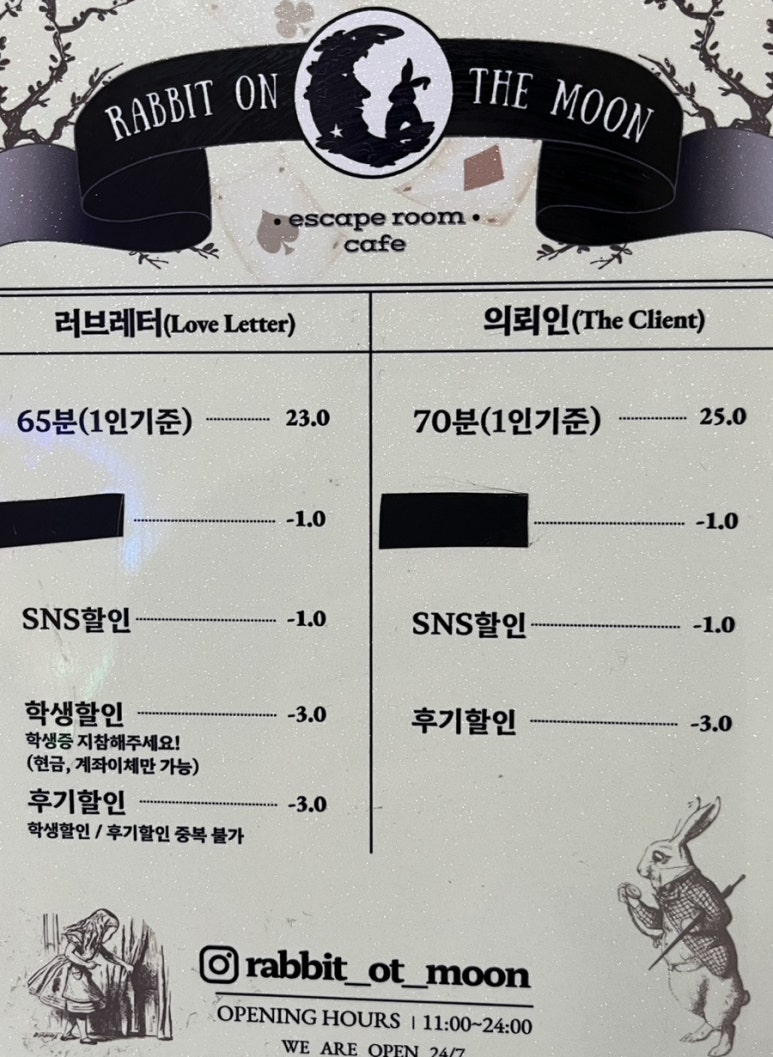 RABBIT ON THE MOON
• escape room •
cafe
러브레터(Love Letter)
65분(1인기준) 23.0
-1.0
SNS할인 -1.0
학생할인 -3.0
학생증 지참해주세요!
(현금, 계좌이체만 가능)
후기할인 -3.0
학생할인 / 후기할인 중복 불가
의뢰인(The Client)
70분(1인기준) 25.0
-1.0
SNS할인 -1.0
후기할인 -3.0
rabbit_ot_moon
OPENING HOURS | 11:00~24:00
WE ARE OPEN 24/7